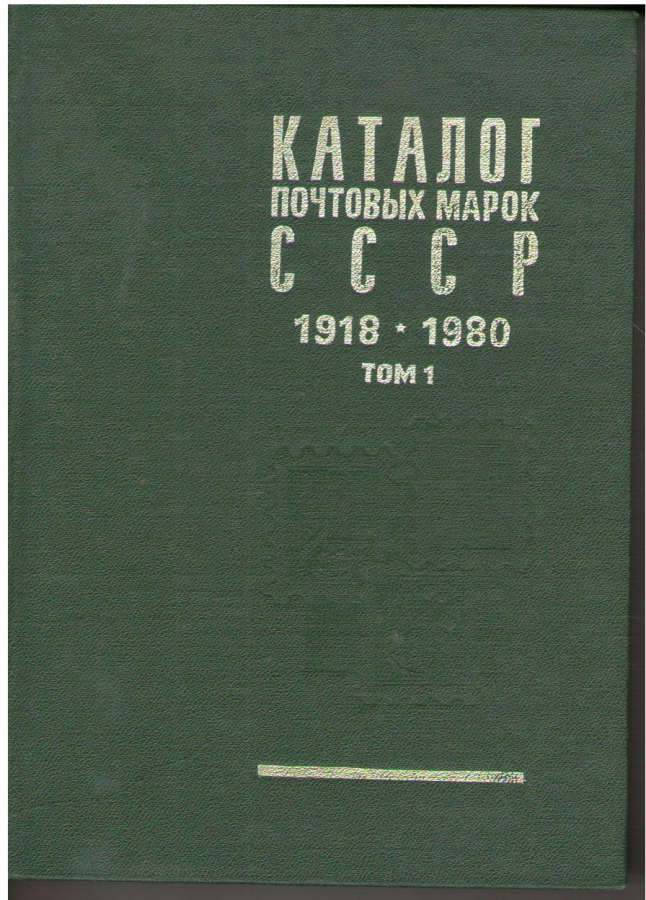 КАТАЛОГ
ПОЧТОВЫХ МАРОК
СССР
1918 * 1980
ТОМ 1